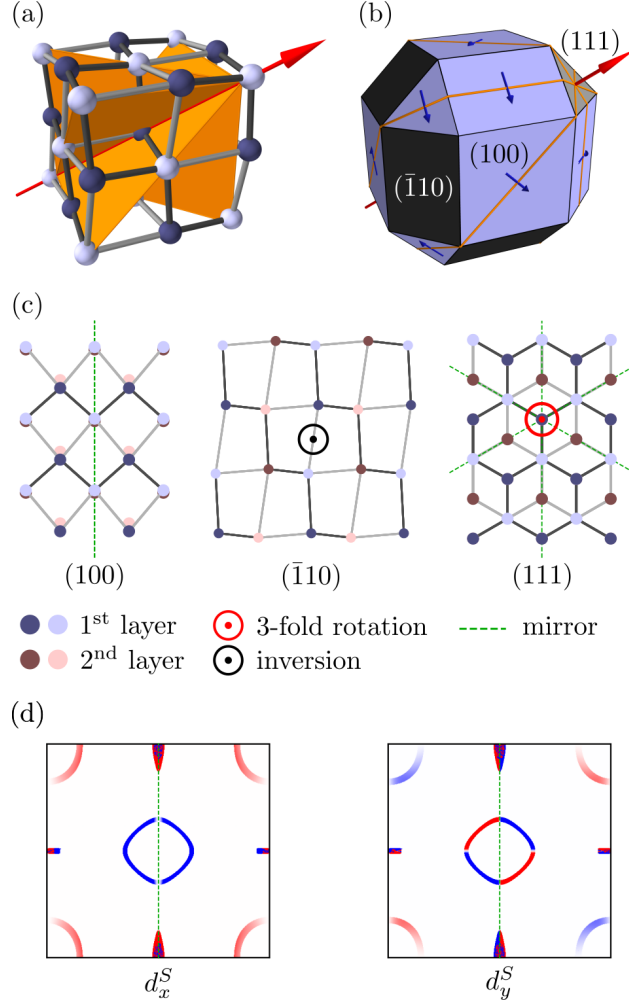 (a)
(b)
(111)
(100)
(1̄10)
(c)
(100)
(1̄10)
(111)
1st layer
3-fold rotation
mirror
2nd layer
inversion
(d)
d_x^S
d_y^S